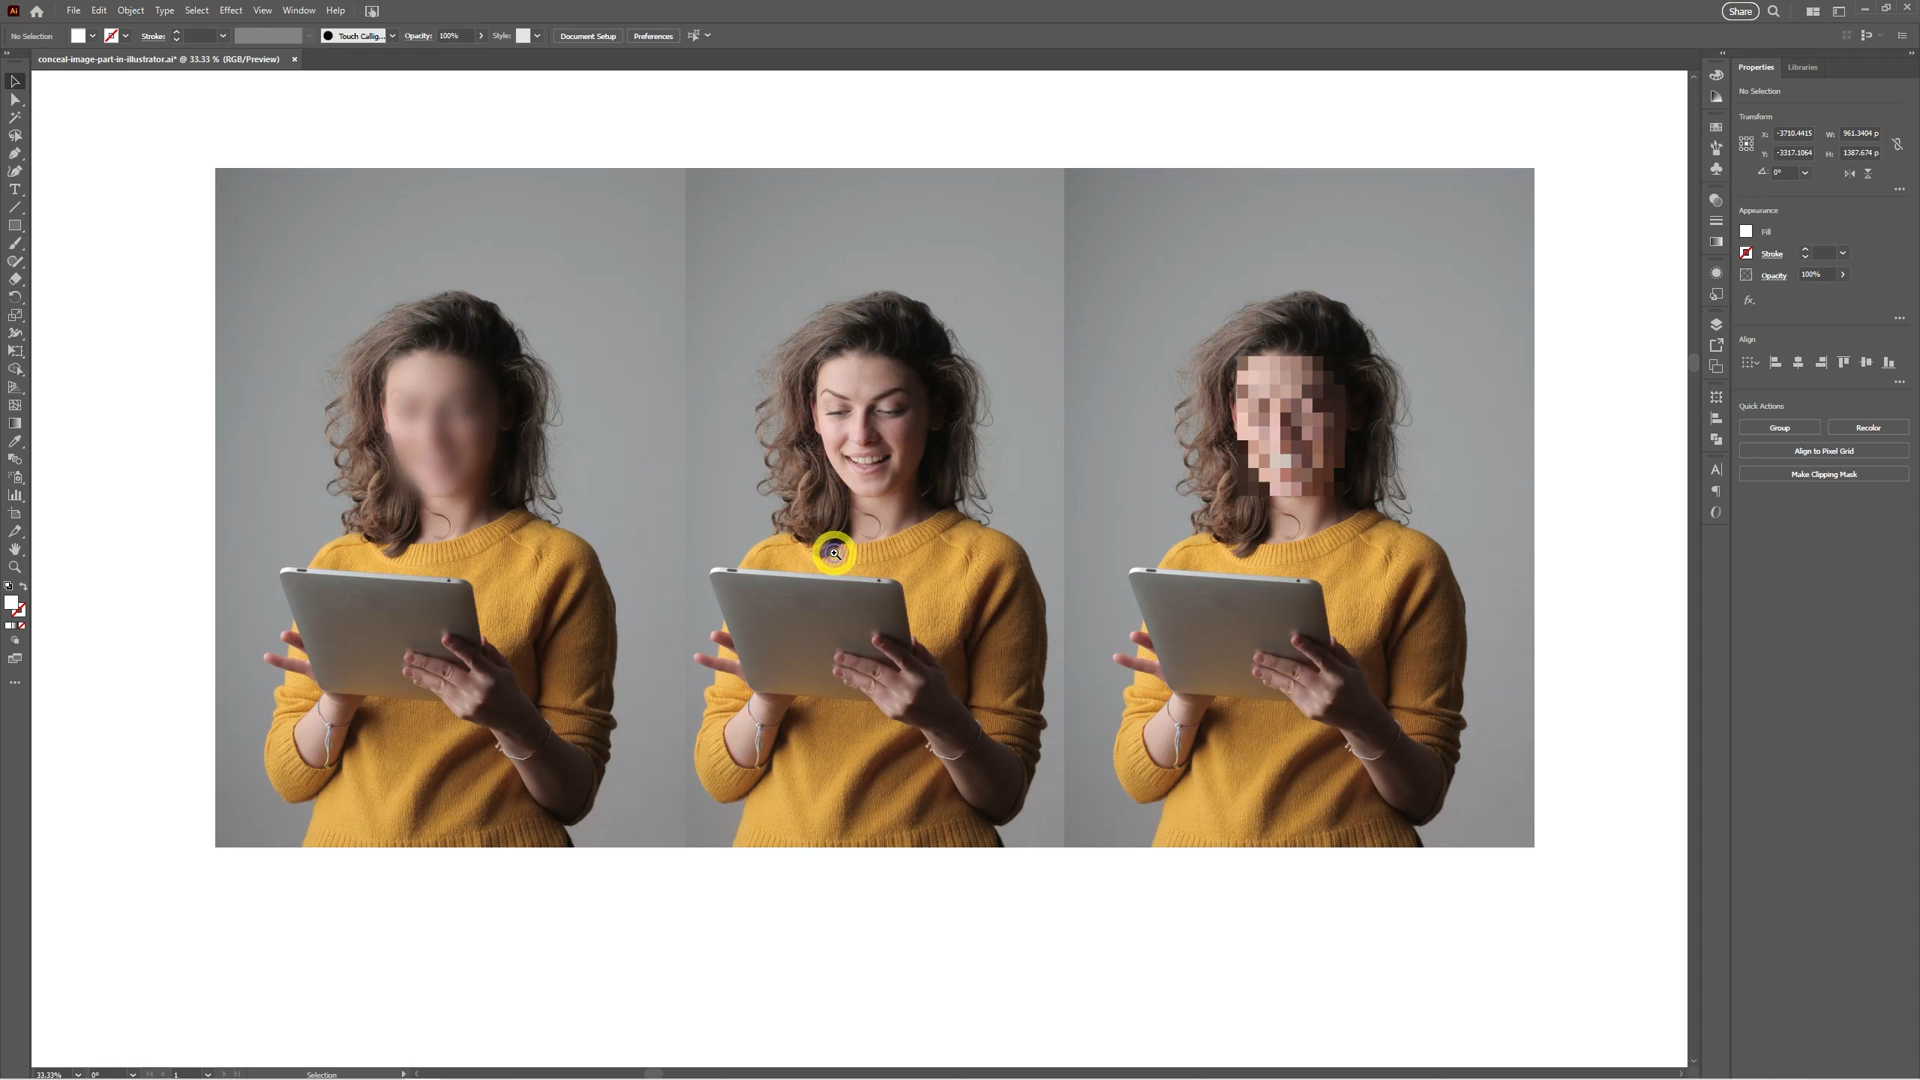 Ai File Edit Object Type Select Effect View Window Help Share
No Selection Stroke: Touch Callig... Opacity: 100% Style: Document Setup Preferences
conceal-image-part-in-illustrator.ai* @ 33.33 % (RGB/Preview) ×
Properties Libraries
No Selection
Transform
X: -3710.4415 W: 961.3404 p
Y: -3317.1064 H: 1387.674 p
0°
Appearance
Fill
Stroke
Opacity 100%
fx.
Align
Quick Actions
Group Recolor
Align to Pixel Grid
Make Clipping Mask
33.33% 0° 1 Selection